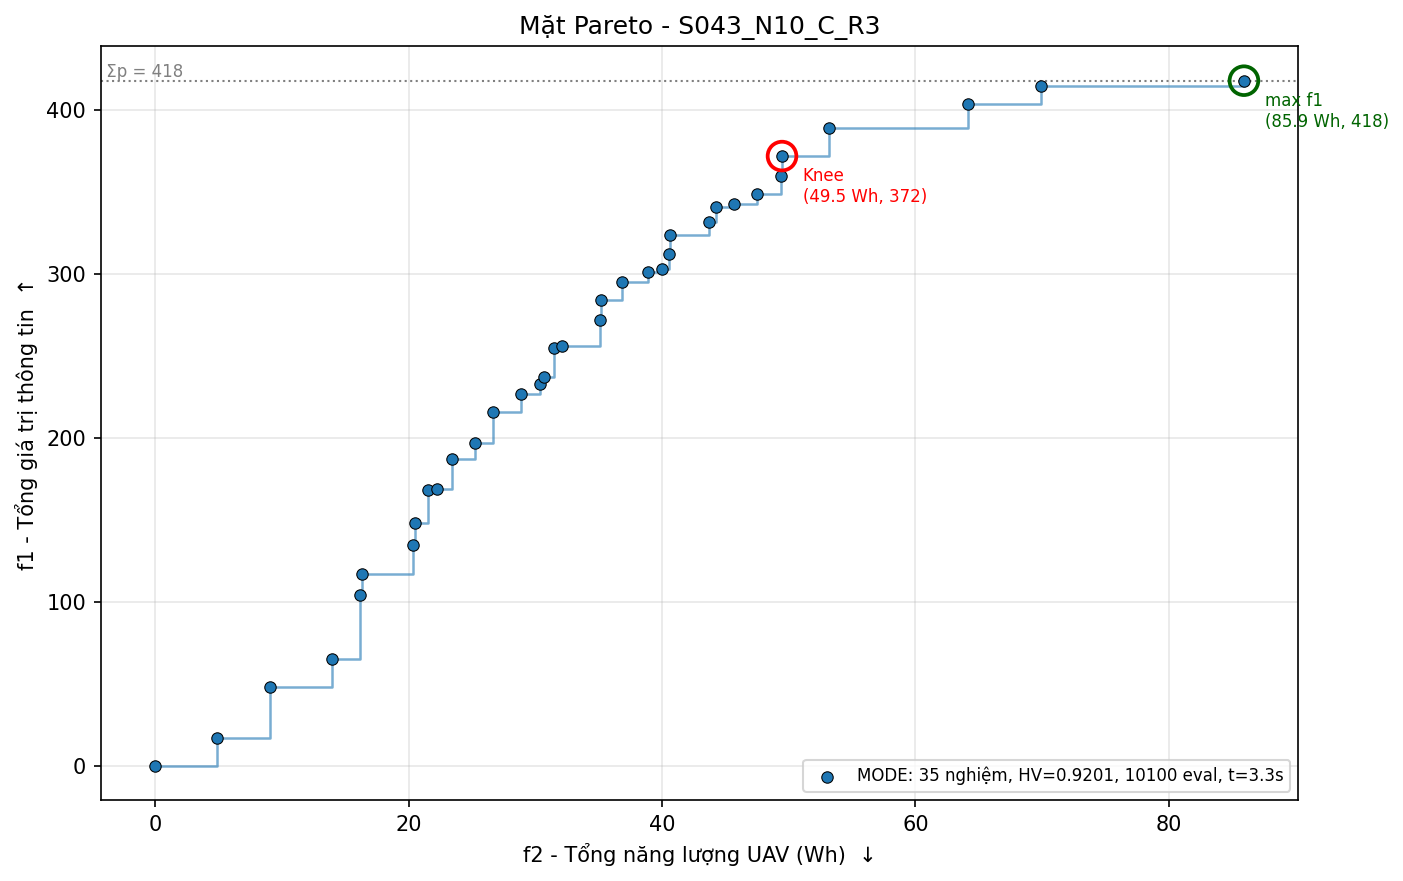 Mặt Pareto - S043_N10_C_R3
Σp = 418
max f1
(85.9 Wh, 418)
Knee
(49.5 Wh, 372)
f1 - Tổng giá trị thông tin ↑
400
300
200
100
0
MODE: 35 nghiệm, HV=0.9201, 10100 eval, t=3.3s
0 20 40 60 80
f2 - Tổng năng lượng UAV (Wh) ↓